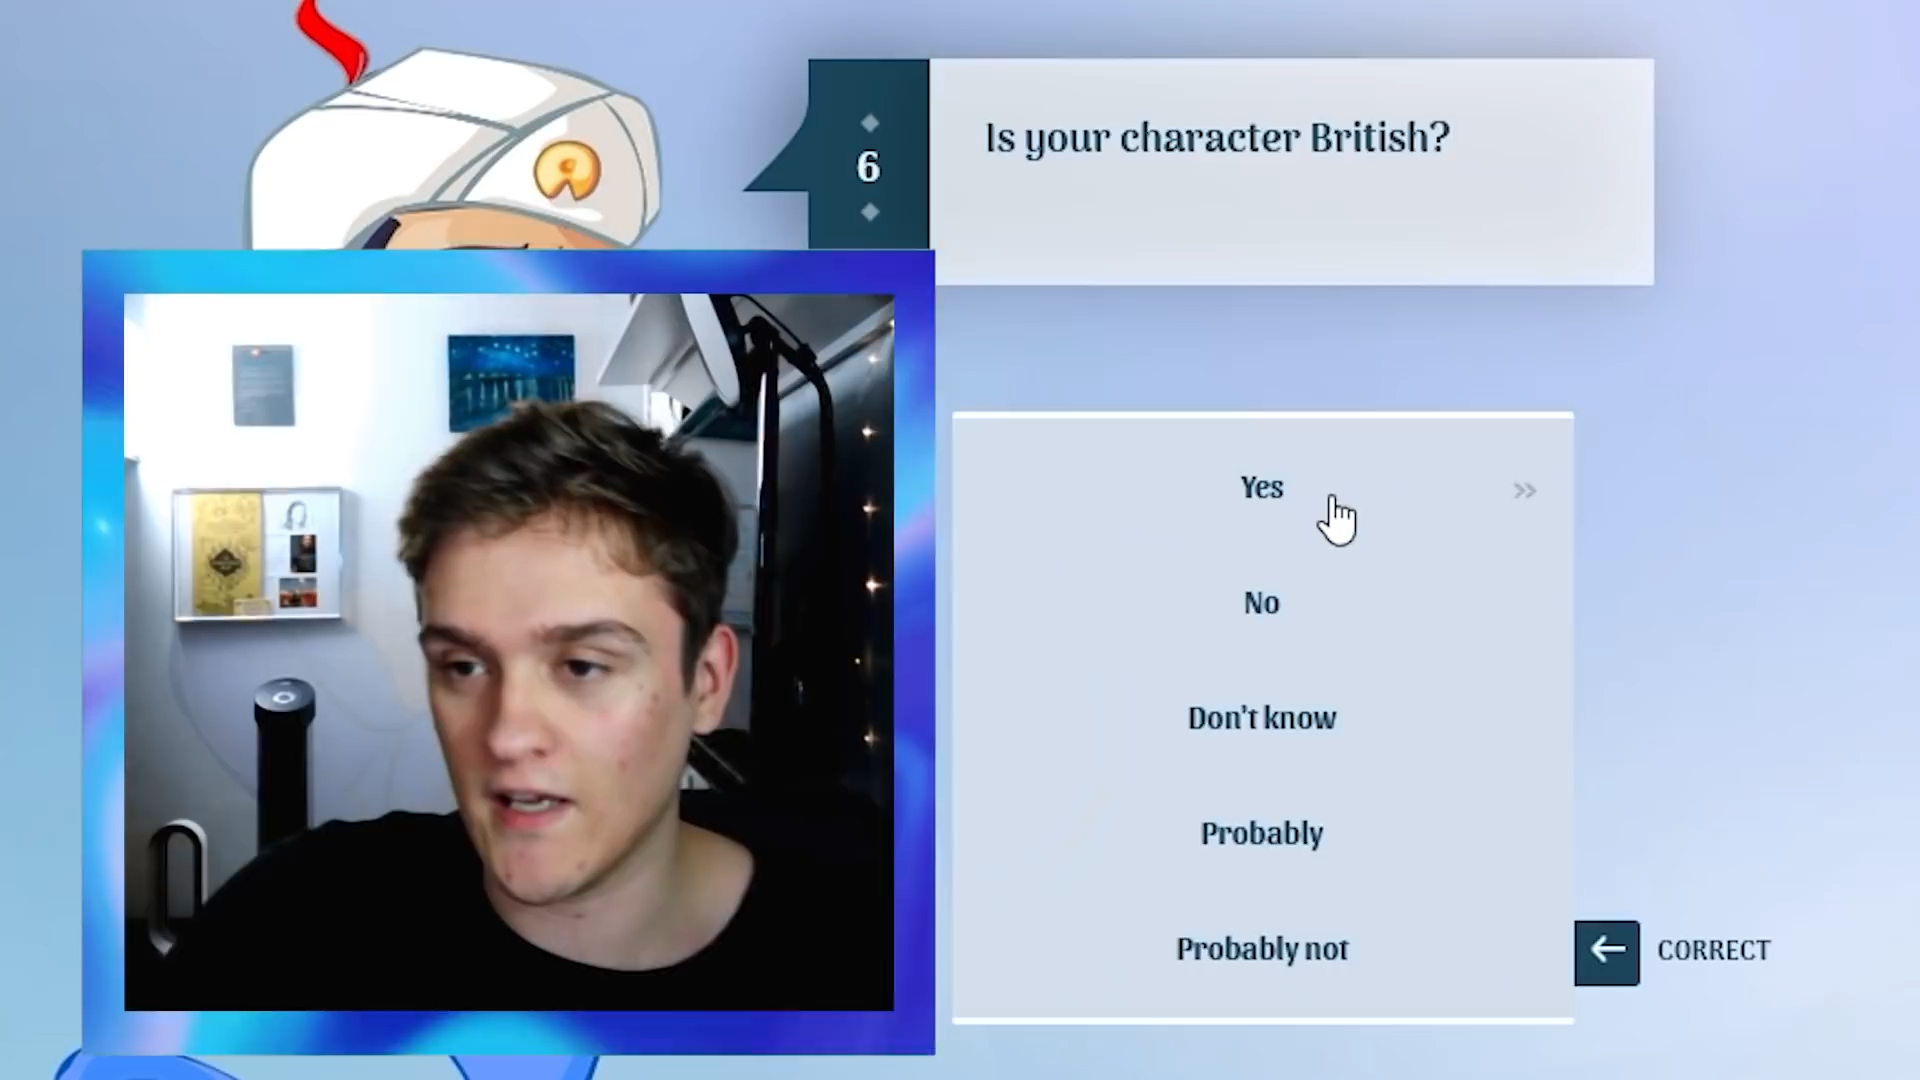 6
Is your character British?
Yes
No
Don't know
Probably
Probably not
CORRECT